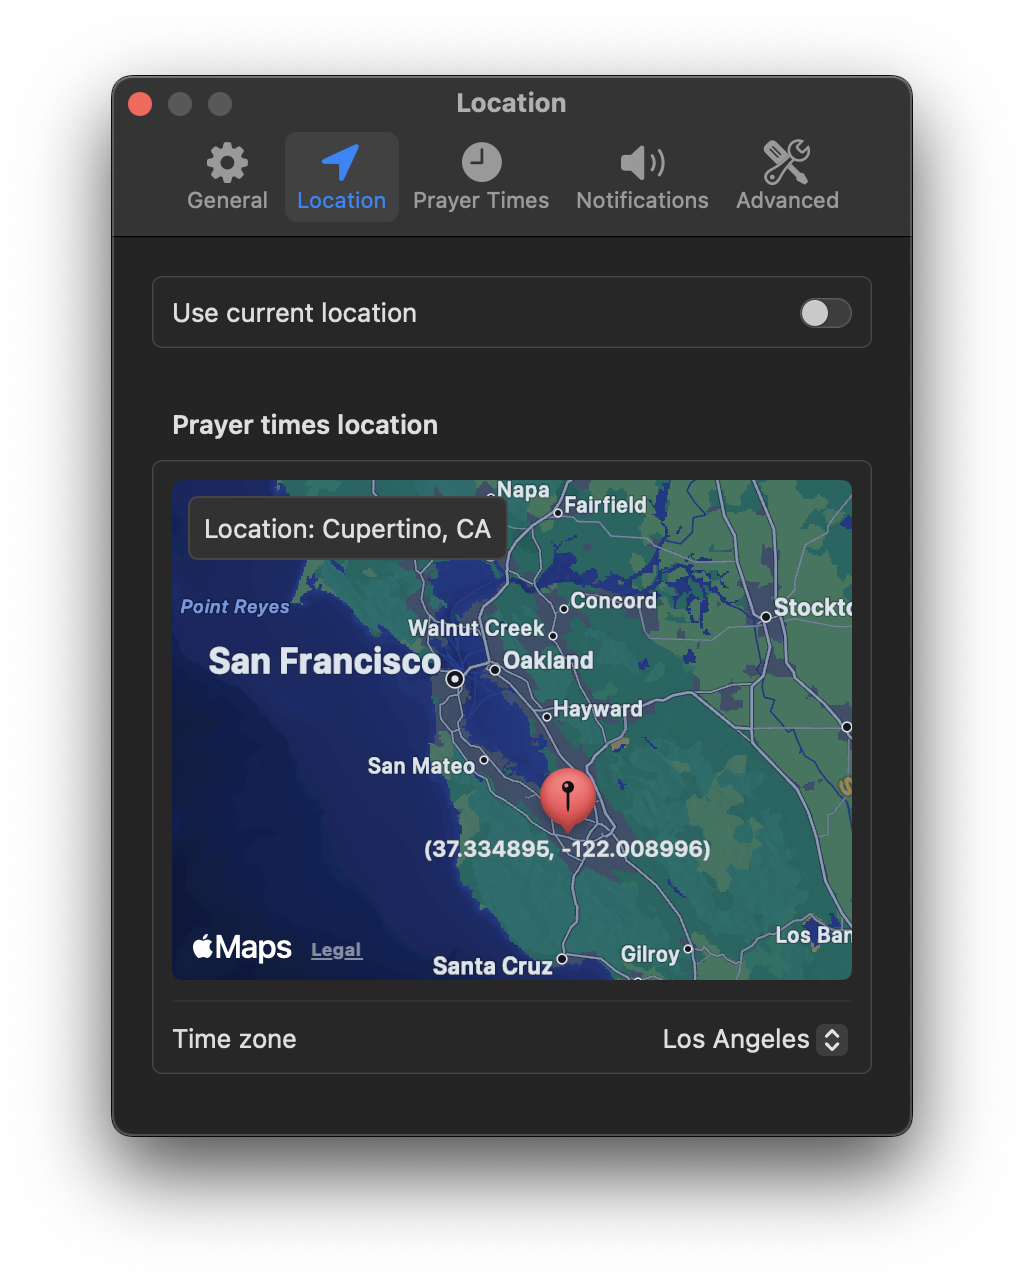 Location
General
Location
Prayer Times
Notifications
Advanced
Use current location
Prayer times location
Location: Cupertino, CA
Napa
Fairfield
Point Reyes
Concord
Stockto
Walnut Creek
San Francisco
Oakland
Hayward
San Mateo
(37.334895, -122.008996)
Maps
Legal
Santa Cruz
Gilroy
Los Ban
Time zone
Los Angeles